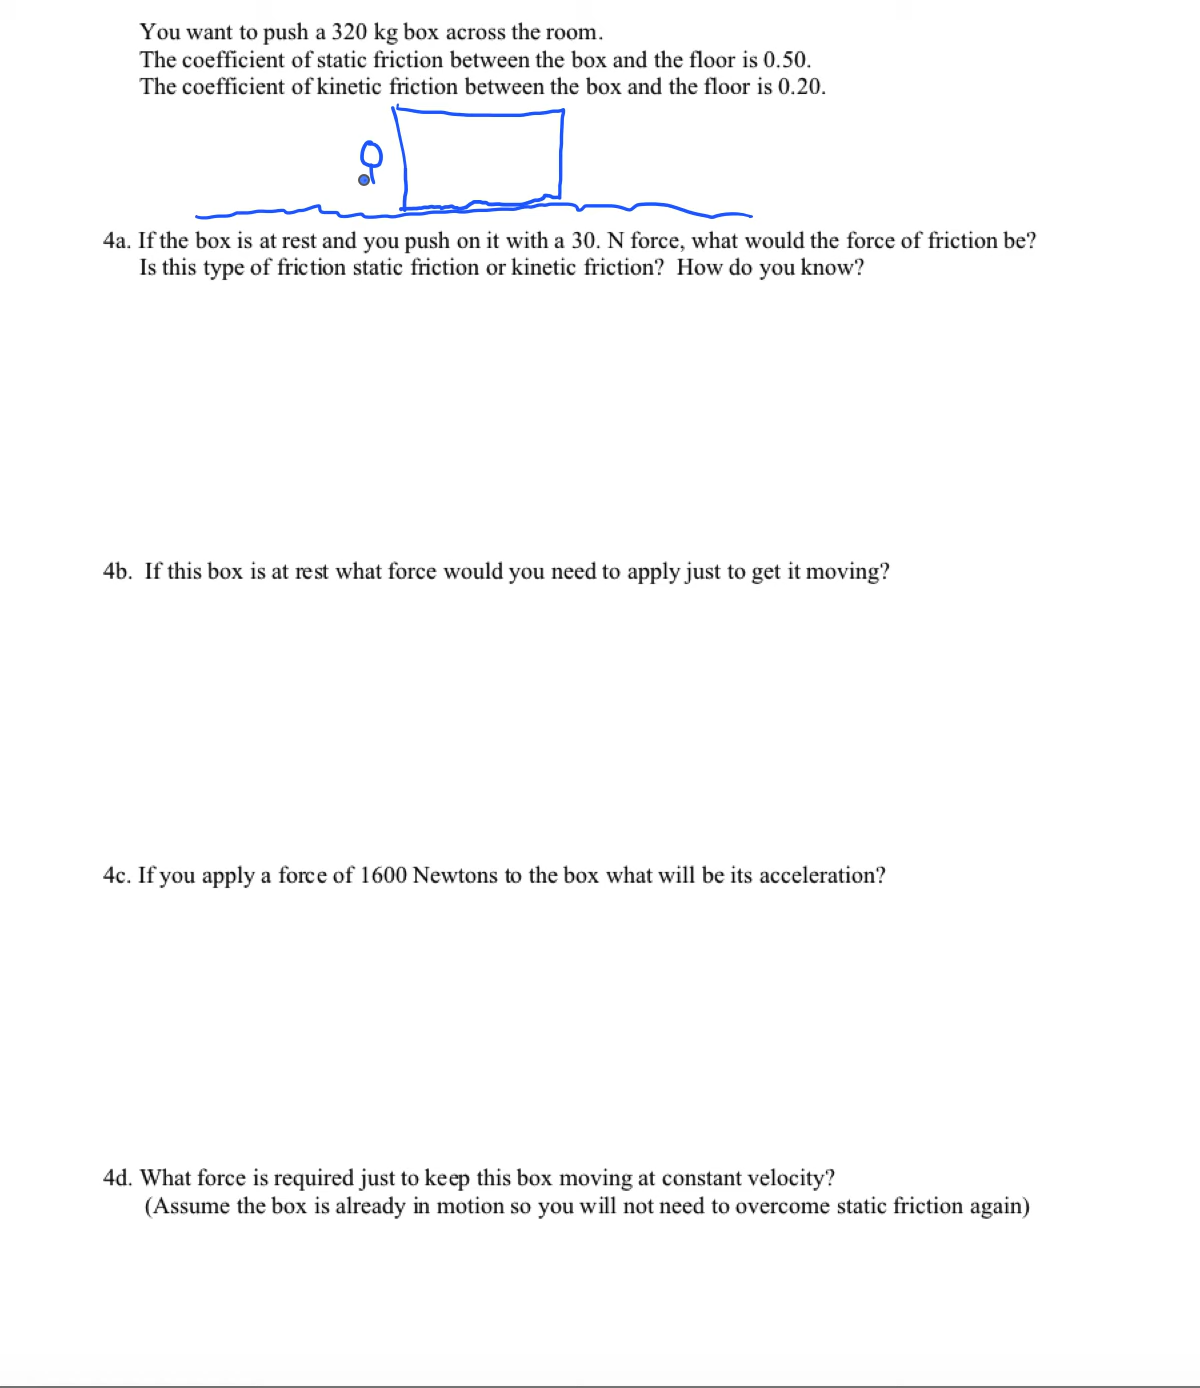 You want to push a 320 kg box across the room.
The coefficient of static friction between the box and the floor is 0.50.
The coefficient of kinetic friction between the box and the floor is 0.20.
4a. If the box is at rest and you push on it with a 30. N force, what would the force of friction be?
Is this type of friction static friction or kinetic friction? How do you know?
4b. If this box is at rest what force would you need to apply just to get it moving?
4c. If you apply a force of 1600 Newtons to the box what will be its acceleration?
4d. What force is required just to keep this box moving at constant velocity?
(Assume the box is already in motion so you will not need to overcome static friction again)